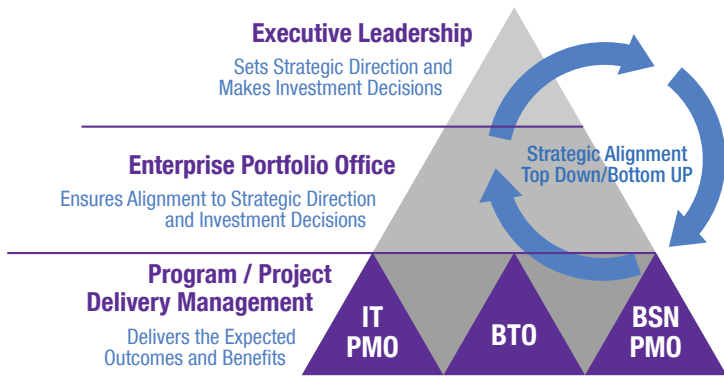 Executive Leadership
Sets Strategic Direction and
Makes Investment Decisions
Enterprise Portfolio Office
Ensures Alignment to Strategic Direction
and Investment Decisions
Strategic Alignment
Top Down/Bottom UP
Program / Project
Delivery Management
Delivers the Expected
Outcomes and Benefits
IT
PMO
BTO
BSN
PMO